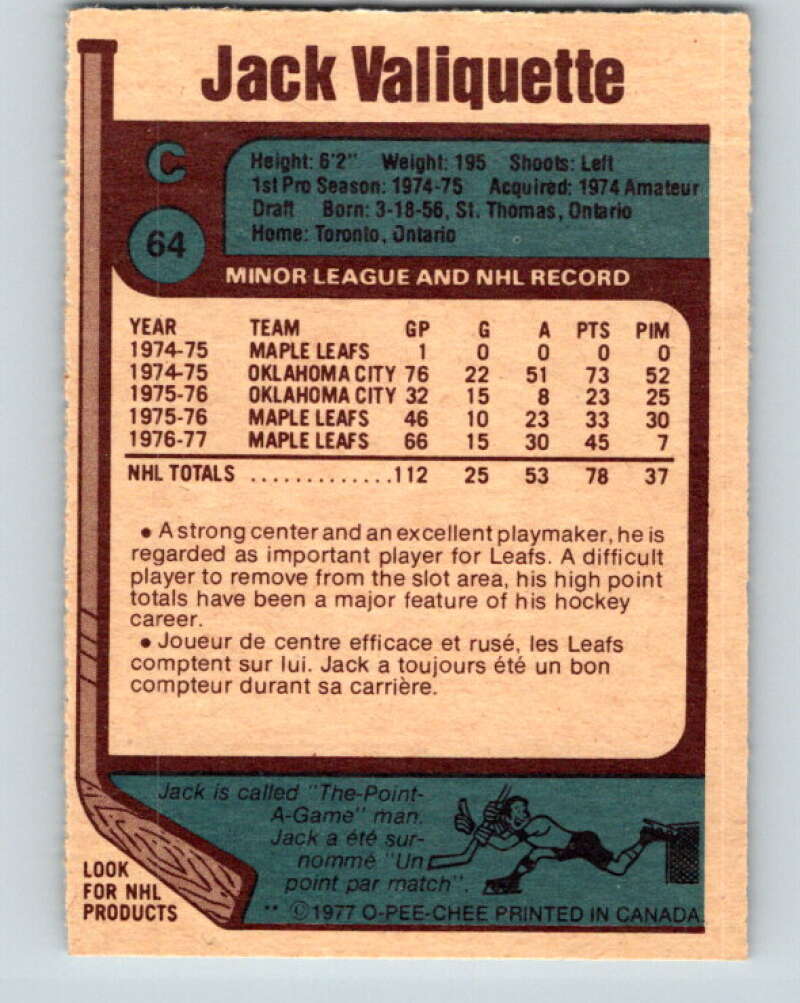 Jack Valiquette
C
Height: 6'2" Weight: 195 Shoots: Left
1st Pro Season: 1974-75 Acquired: 1974 Amateur
Draft Born: 3-18-56, St. Thomas, Ontario
Home: Toronto, Ontario
64
MINOR LEAGUE AND NHL RECORD
YEAR TEAM GP G A PTS PIM
1974-75 MAPLE LEAFS 1 0 0 0 0
1974-75 OKLAHOMA CITY 76 22 51 73 52
1975-76 OKLAHOMA CITY 32 15 8 23 25
1975-76 MAPLE LEAFS 46 10 23 33 30
1976-77 MAPLE LEAFS 66 15 30 45 7
NHL TOTALS .............112 25 53 78 37
• A strong center and an excellent playmaker, he is
regarded as important player for Leafs. A difficult
player to remove from the slot area, his high point
totals have been a major feature of his hockey
career.
• Joueur de centre efficace et rusé, les Leafs
comptent sur lui. Jack a toujours été un bon
compteur durant sa carrière.
Jack is called "The-Point-
A-Game" man.
Jack a été sur-
nommé "Un
point par match".
LOOK
FOR NHL
PRODUCTS
** ©1977 O-PEE-CHEE PRINTED IN CANADA